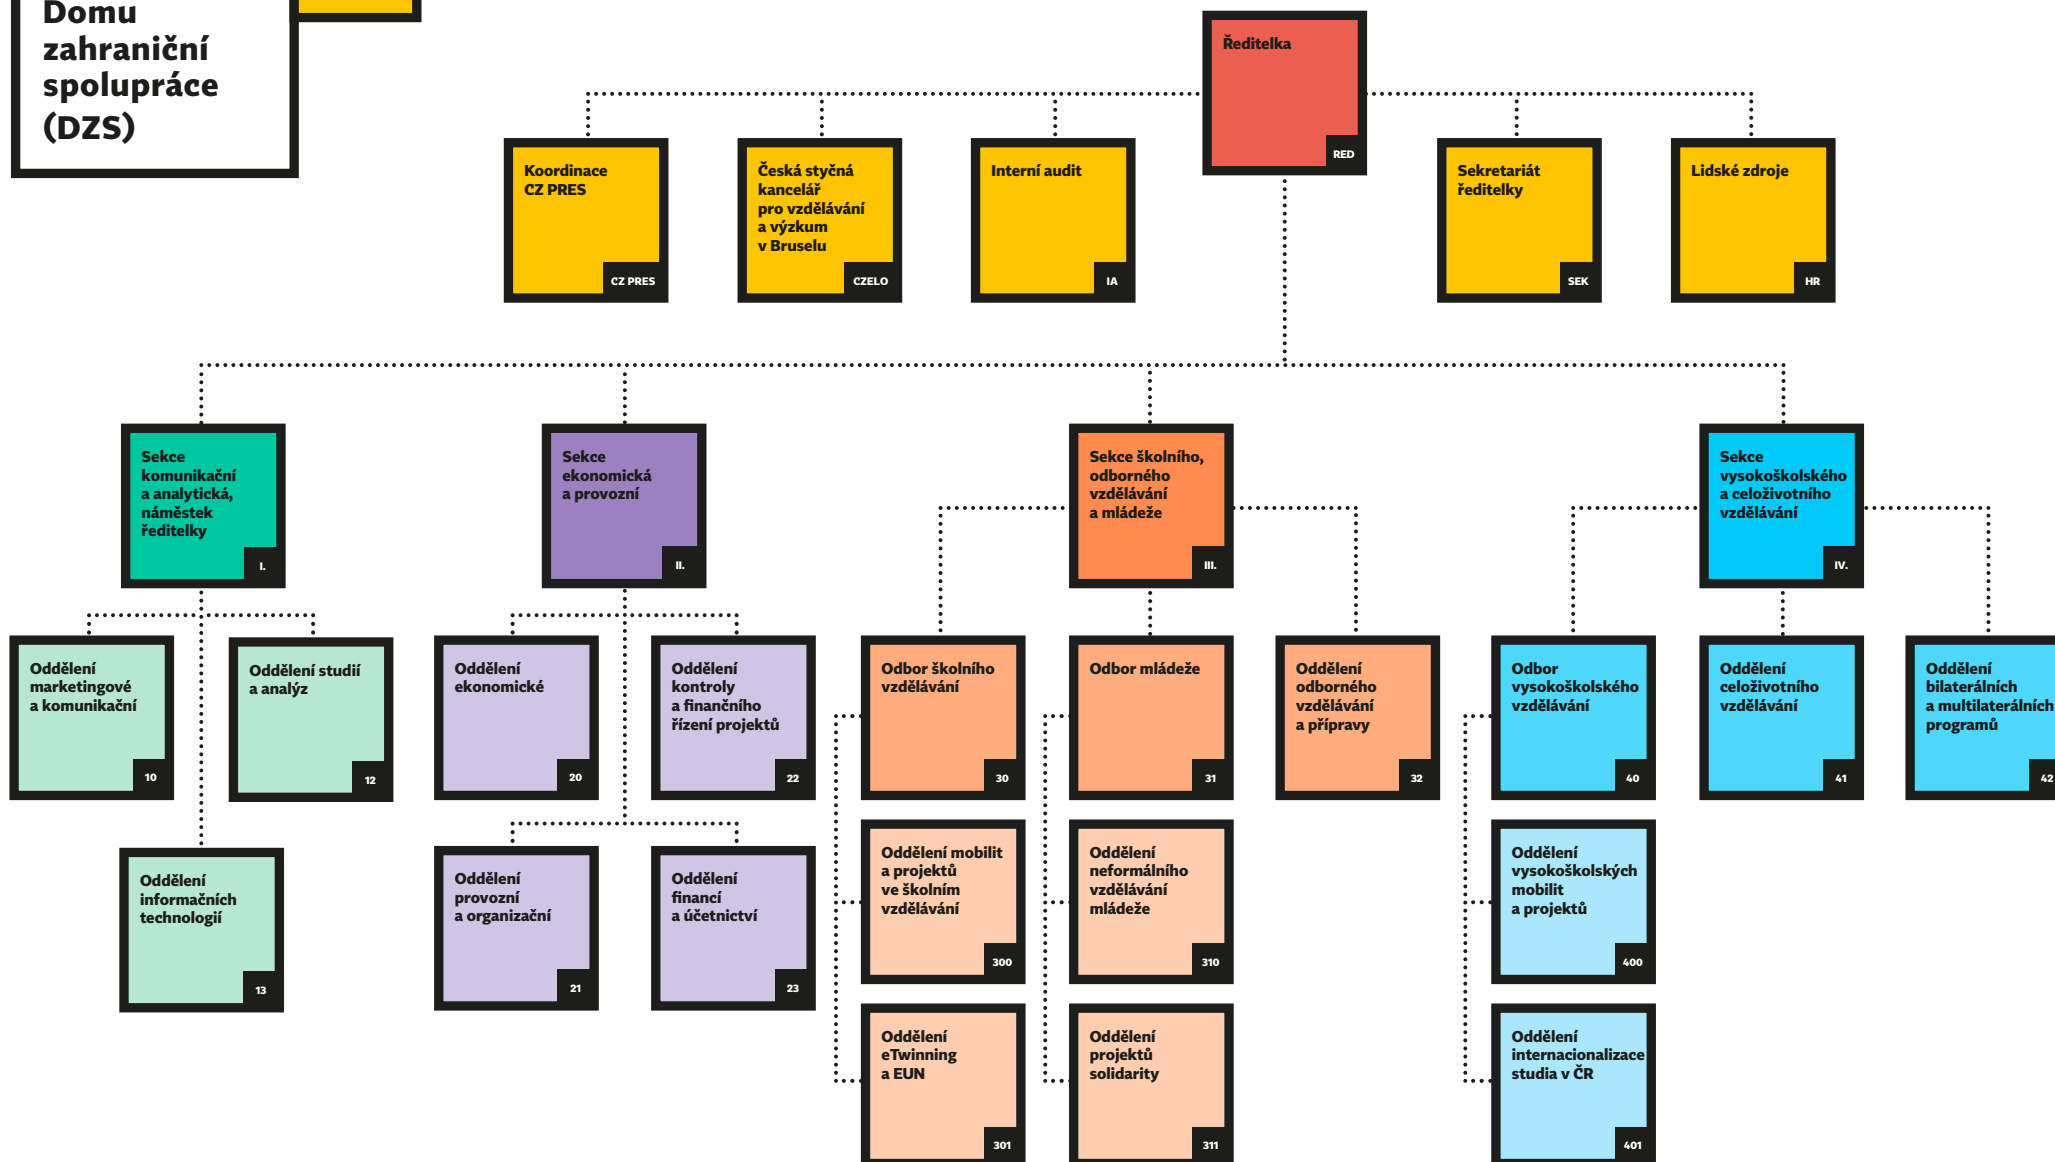 Domu
zahraniční
spolupráce
(DZS)
Ředitelka
RED
Koordinace
CZ PRES
CZ PRES
Česká styčná
kancelář
pro vzdělávání
a výzkum
v Bruselu
CZELO
Interní audit
IA
Sekretariát
ředitelky
SEK
Lidské zdroje
HR
Sekce
komunikační
a analytická,
náměstek
ředitelky
I.
Sekce
ekonomická
a provozní
II.
Sekce školního,
odborného
vzdělávání
a mládeže
III.
Sekce
vysokoškolského
a celoživotního
vzdělávání
IV.
Oddělení
marketingové
a komunikační
10
Oddělení studií
a analýz
12
Oddělení
ekonomické
20
Oddělení
kontroly
a finančního
řízení projektů
22
Odbor školního
vzdělávání
30
Odbor mládeže
31
Oddělení
odborného
vzdělávání
a přípravy
32
Odbor
vysokoškolského
vzdělávání
40
Oddělení
celoživotního
vzdělávání
41
Oddělení
bilaterálních
a multilaterálních
programů
42
Oddělení
informačních
technologií
13
Oddělení
provozní
a organizační
21
Oddělení
financí
a účetnictví
23
Oddělení mobilit
a projektů
ve školním
vzdělávání
300
Oddělení
neformálního
vzdělávání
mládeže
310
Oddělení
vysokoškolských
mobilit
a projektů
400
Oddělení
eTwinning
a EUN
301
Oddělení
projektů
solidarity
311
Oddělení
internacionalizace
studia v ČR
401